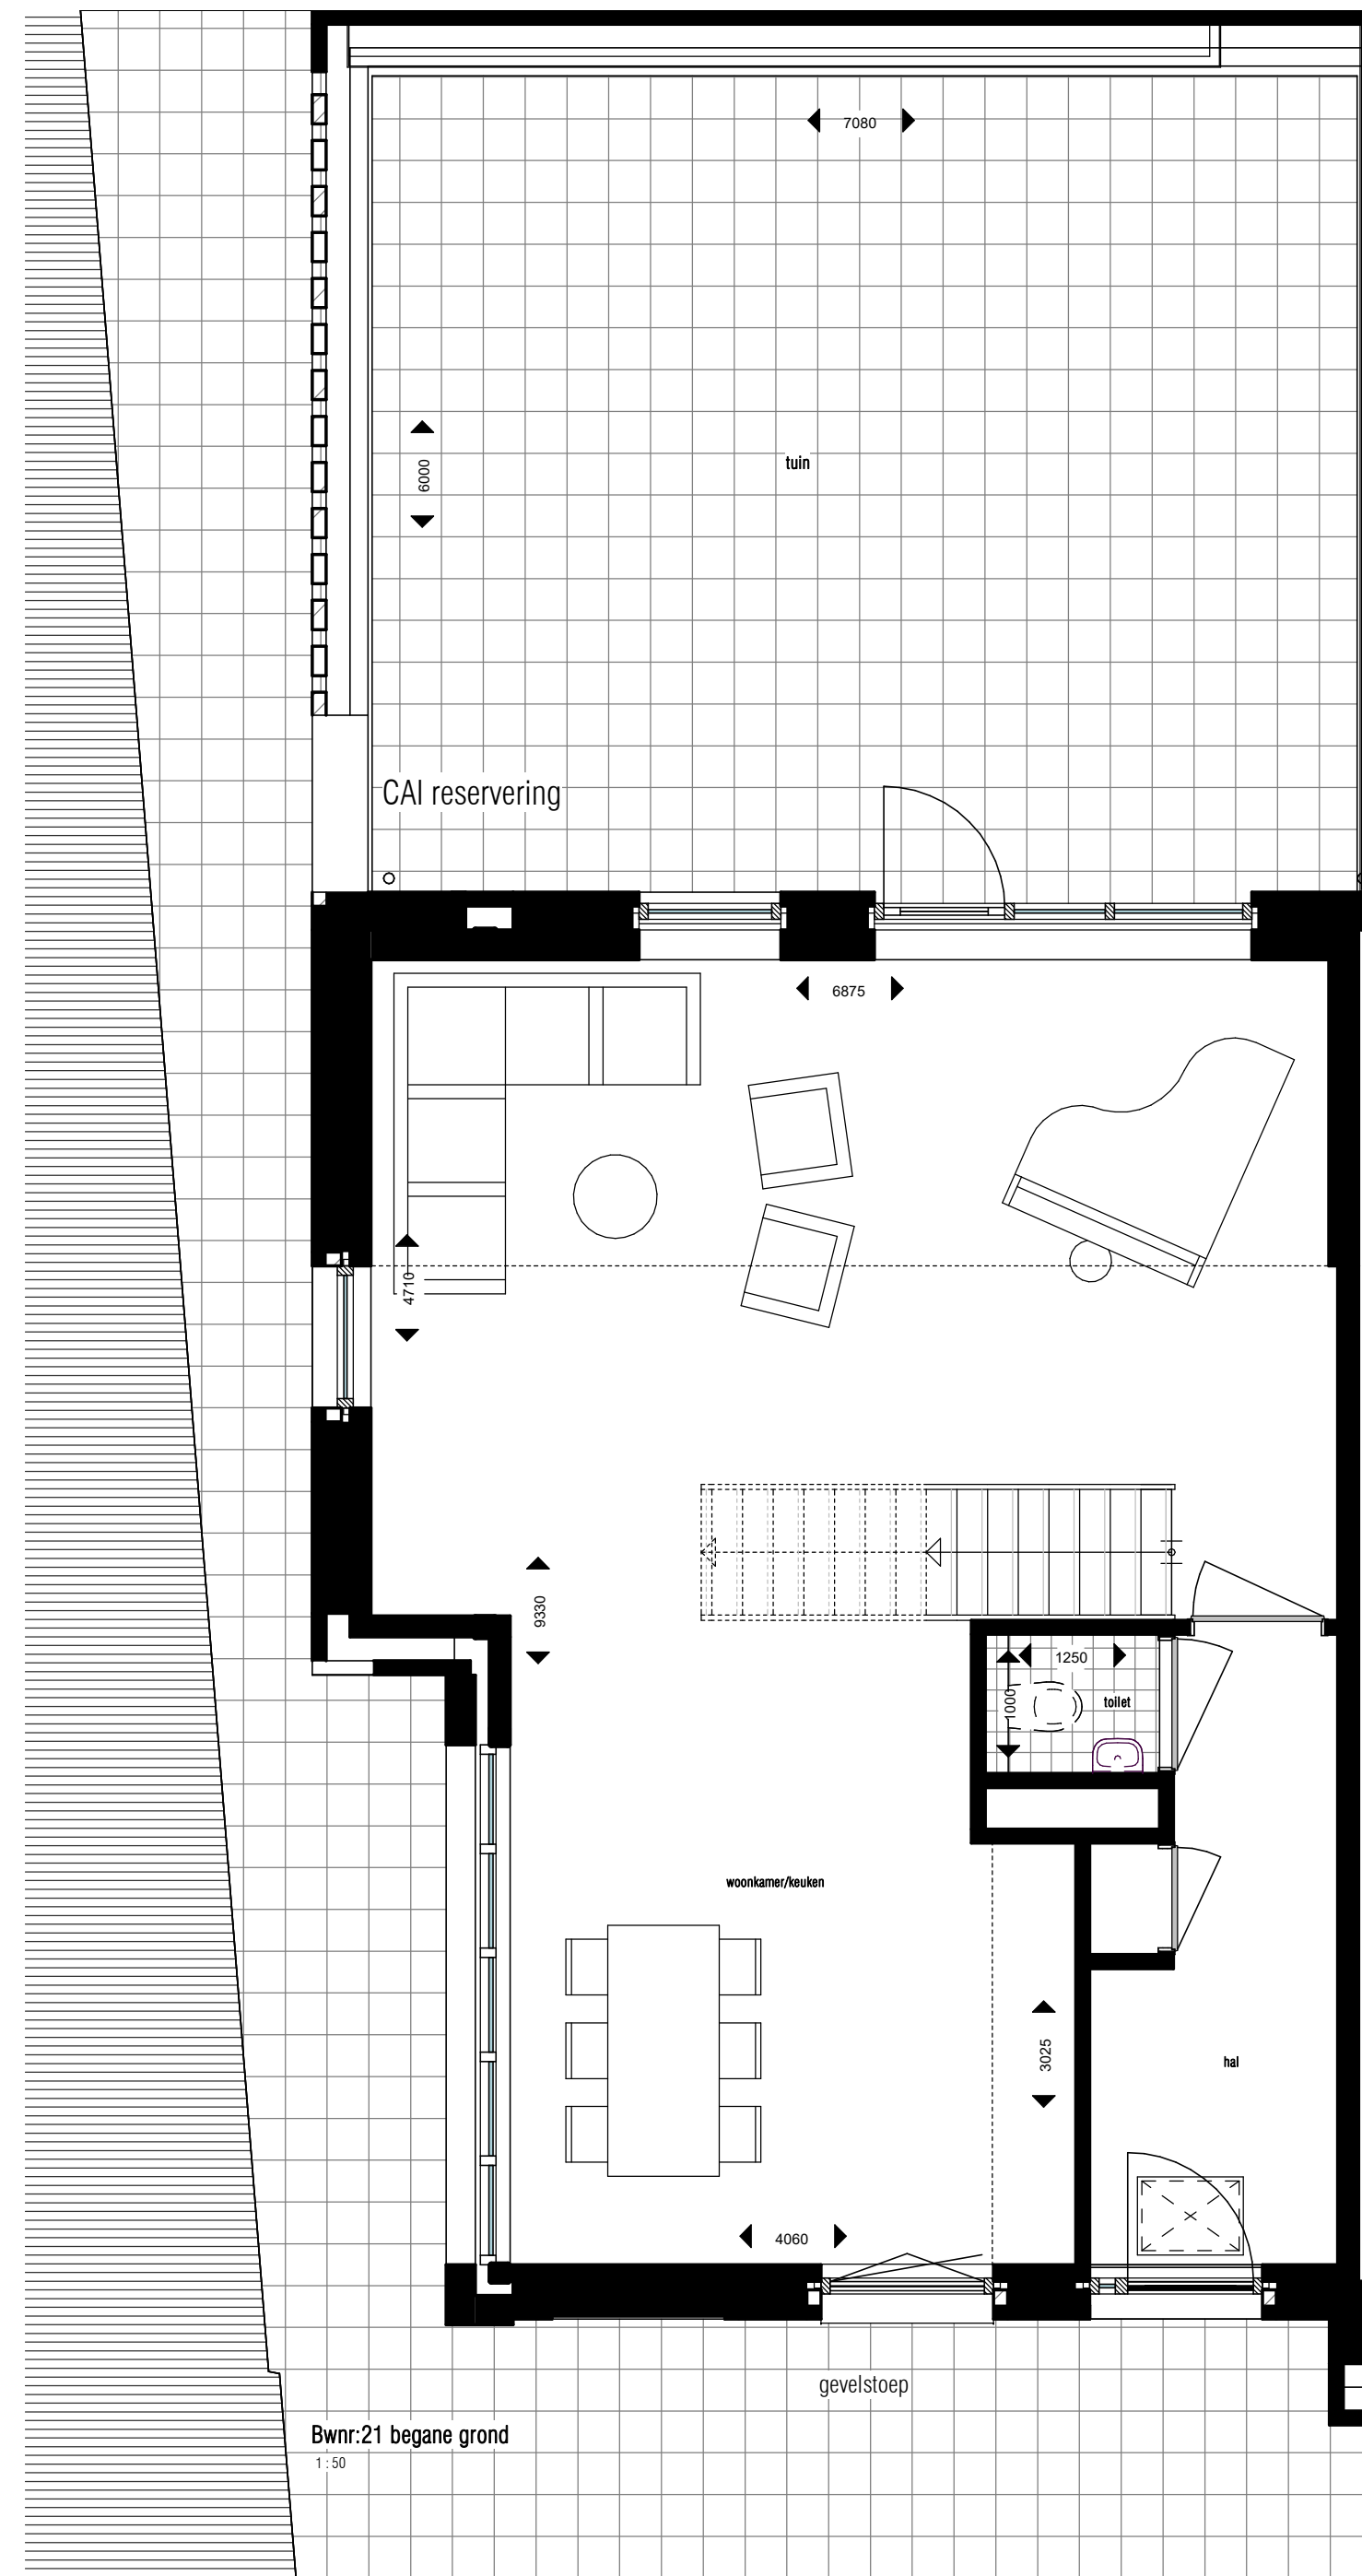 7080
6000
tuin
CAI reservering
6875
4710
9330
1250
1000
toilet
woonkamer/keuken
3025
hal
4060
gevelstoep
Bwnr:21 begane grond
1 : 50